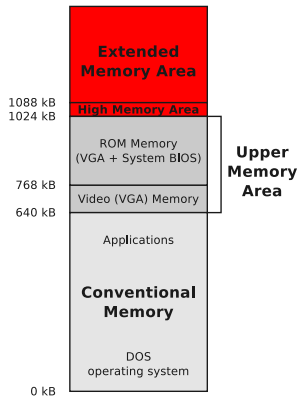 Extended
Memory Area
1088 kB
High Memory Area
1024 kB
ROM Memory
(VGA + System BIOS)
Upper
Memory
Area
768 kB
Video (VGA) Memory
640 kB
Applications
Conventional
Memory
DOS
operating system
0 kB